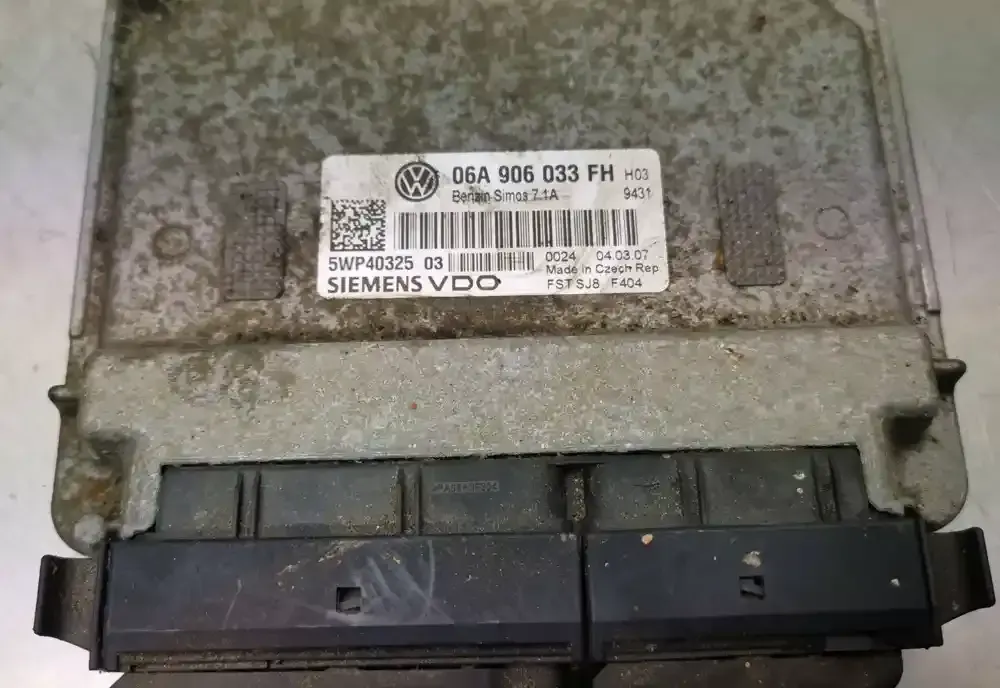 06A 906 033 FH H03
Benzin Simos 7.1A 9431
5WP40325 03 0024 04.03.07
Made in Czech Rep
SIEMENS VDO FST SJ8 F404